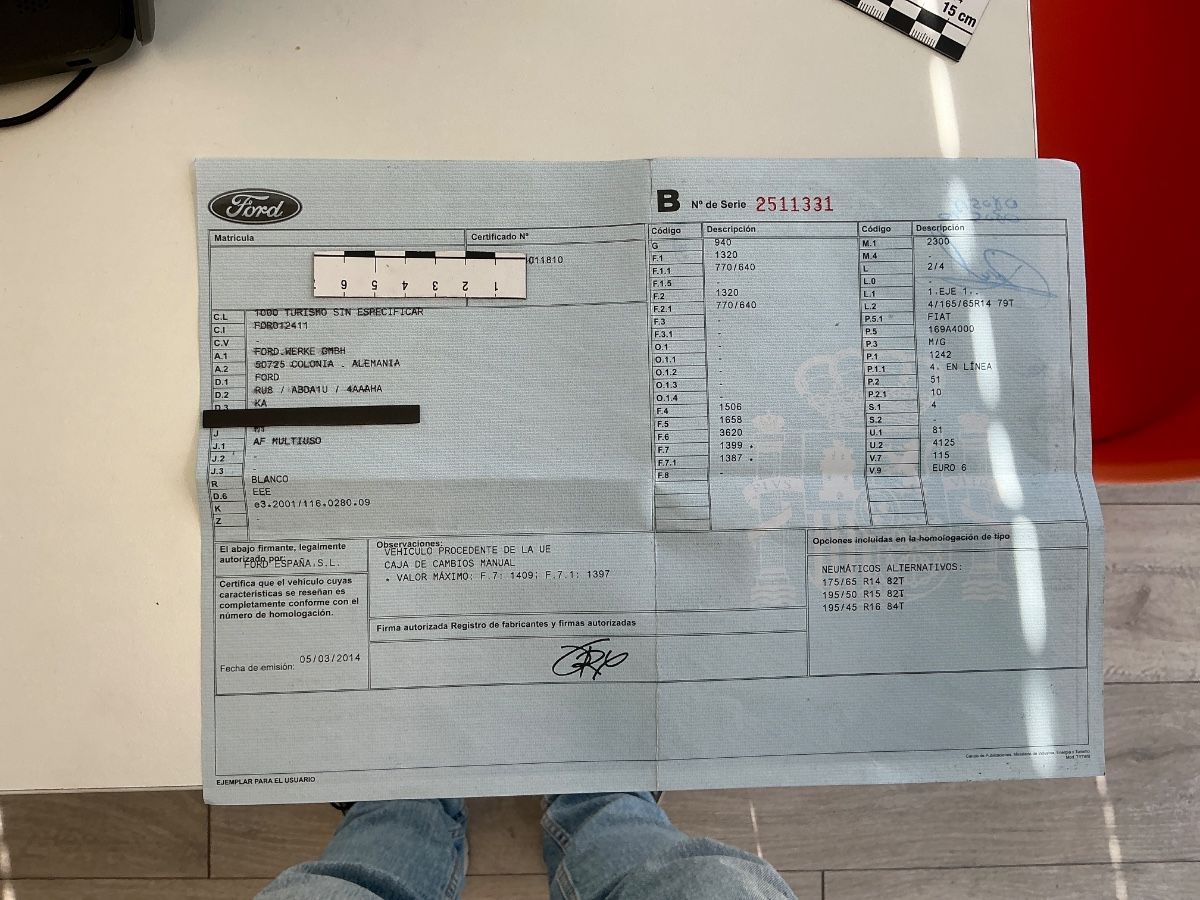 15 cm
Ford
B Nº de Serie 2511331
Matrícula
Certificado Nº
011810
6 5 4 3 2 1
C.L 1000 TURISMO SIN ESPECIFICAR
C.I FOR012411
C.V -
A.1 FORD.WERKE GMBH
A.2 50725 COLONIA . ALEMANIA
D.1 FORD
D.2 RU8 / ABDA1U / 4AAAHA
D.3 KA
J M1
J.1 AF MULTIUSO
J.2 -
J.3 -
R BLANCO
D.6 EEE
K e3.2001/116.0280.09
Z -
Código Descripción
G 940
F.1 1320
F.1.1 770/640
F.1.5 -
F.2 1320
F.2.1 770/640
F.3 -
F.3.1 -
O.1 -
O.1.1 -
O.1.2 -
O.1.3 -
O.1.4 -
F.4 1506
F.5 1658
F.6 3620
F.7 1399 *
F.7.1 1387 *
F.8 -
Código Descripción
M.1 2300
M.4 -
L 2/4
L.0 -
L.1 1.EJE 1..
L.2 4/165/65R14 79T
P.5.1 FIAT
P.5 169A4000
P.3 M/G
P.1 1242
P.1.1 4. EN LÍNEA
P.2 51
P.2.1 10
S.1 4
S.2 -
U.1 81
U.2 4125
V.7 115
V.9 EURO 6
El abajo firmante, legalmente
autorizado por:
FORD ESPAÑA.S.L.
Certifica que el vehículo cuyas
características se reseñan es
completamente conforme con el
número de homologación.
Fecha de emisión: 05/03/2014
Observaciones:
VEHICULO PROCEDENTE DE LA UE
CAJA DE CAMBIOS MANUAL
* VALOR MÁXIMO: F.7: 1409; F.7.1: 1397
Firma autorizada Registro de fabricantes y firmas autorizadas
Opciones incluidas en la homologación de tipo
NEUMÁTICOS ALTERNATIVOS:
175/65 R14 82T
195/50 R15 82T
195/45 R16 84T
EJEMPLAR PARA EL USUARIO